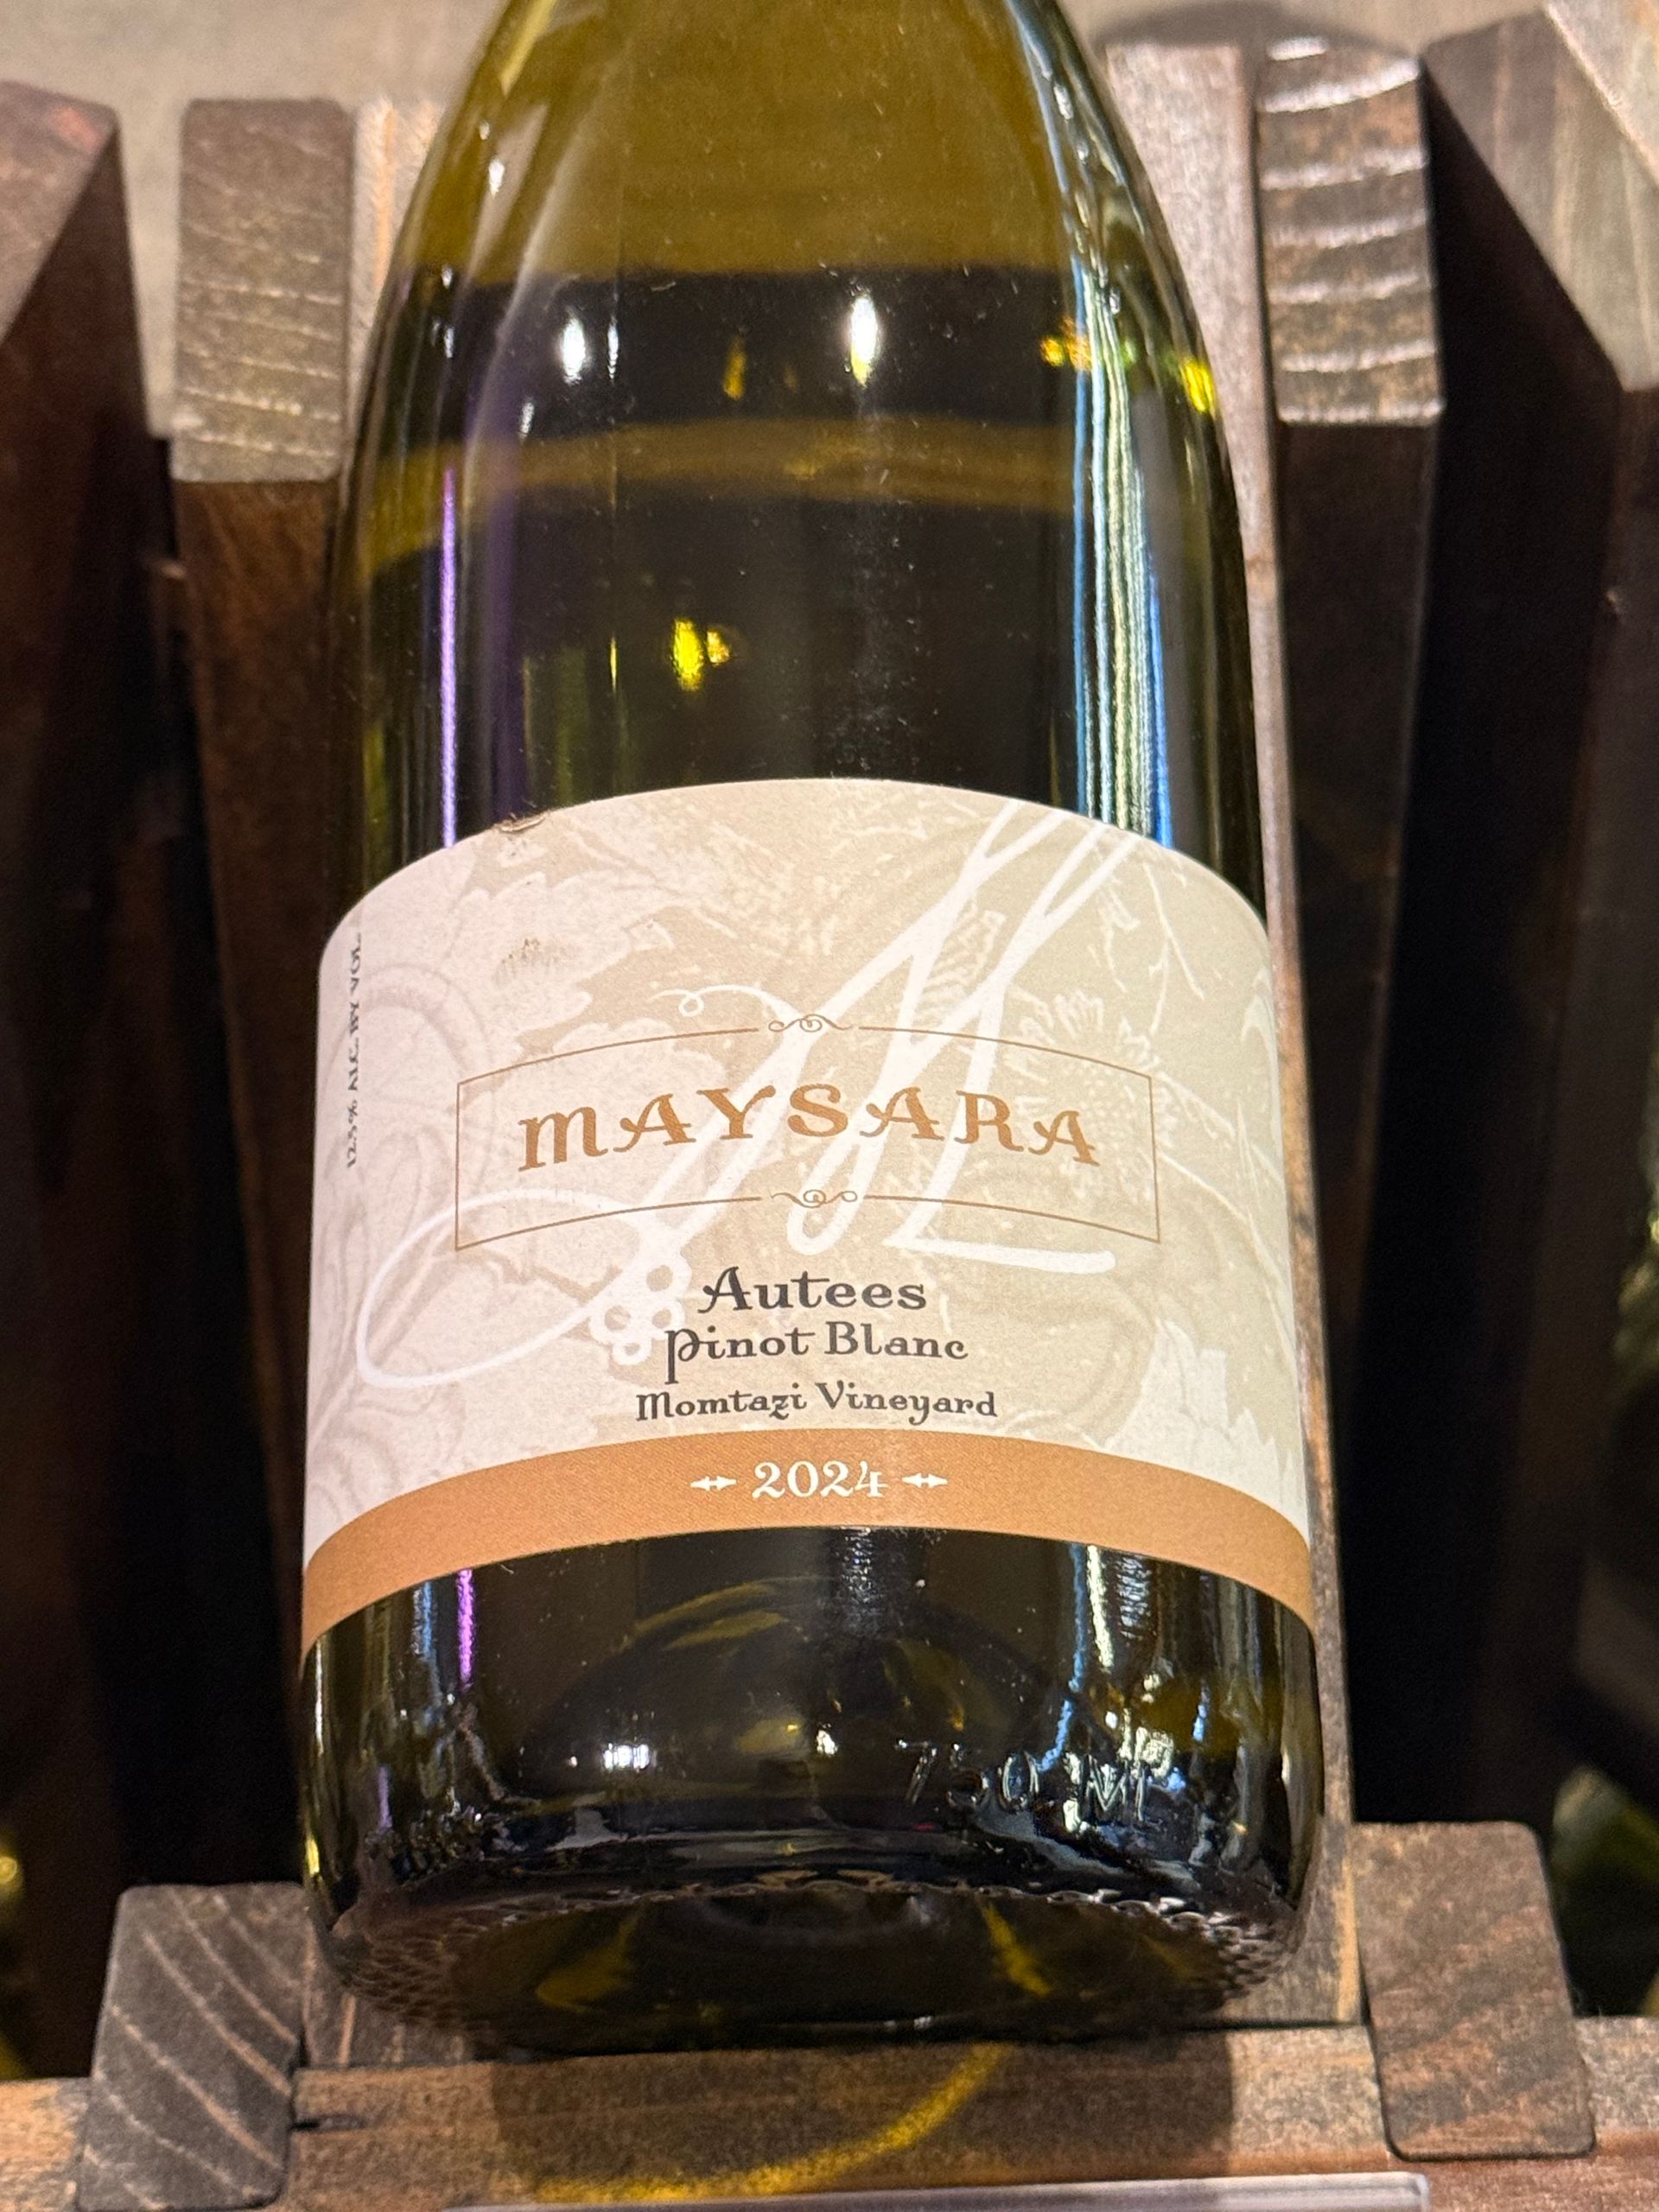 12.5% ALC. BY VOL.
MAYSARA
Autees
Pinot Blanc
Momtazi Vineyard
2024
750 Ml